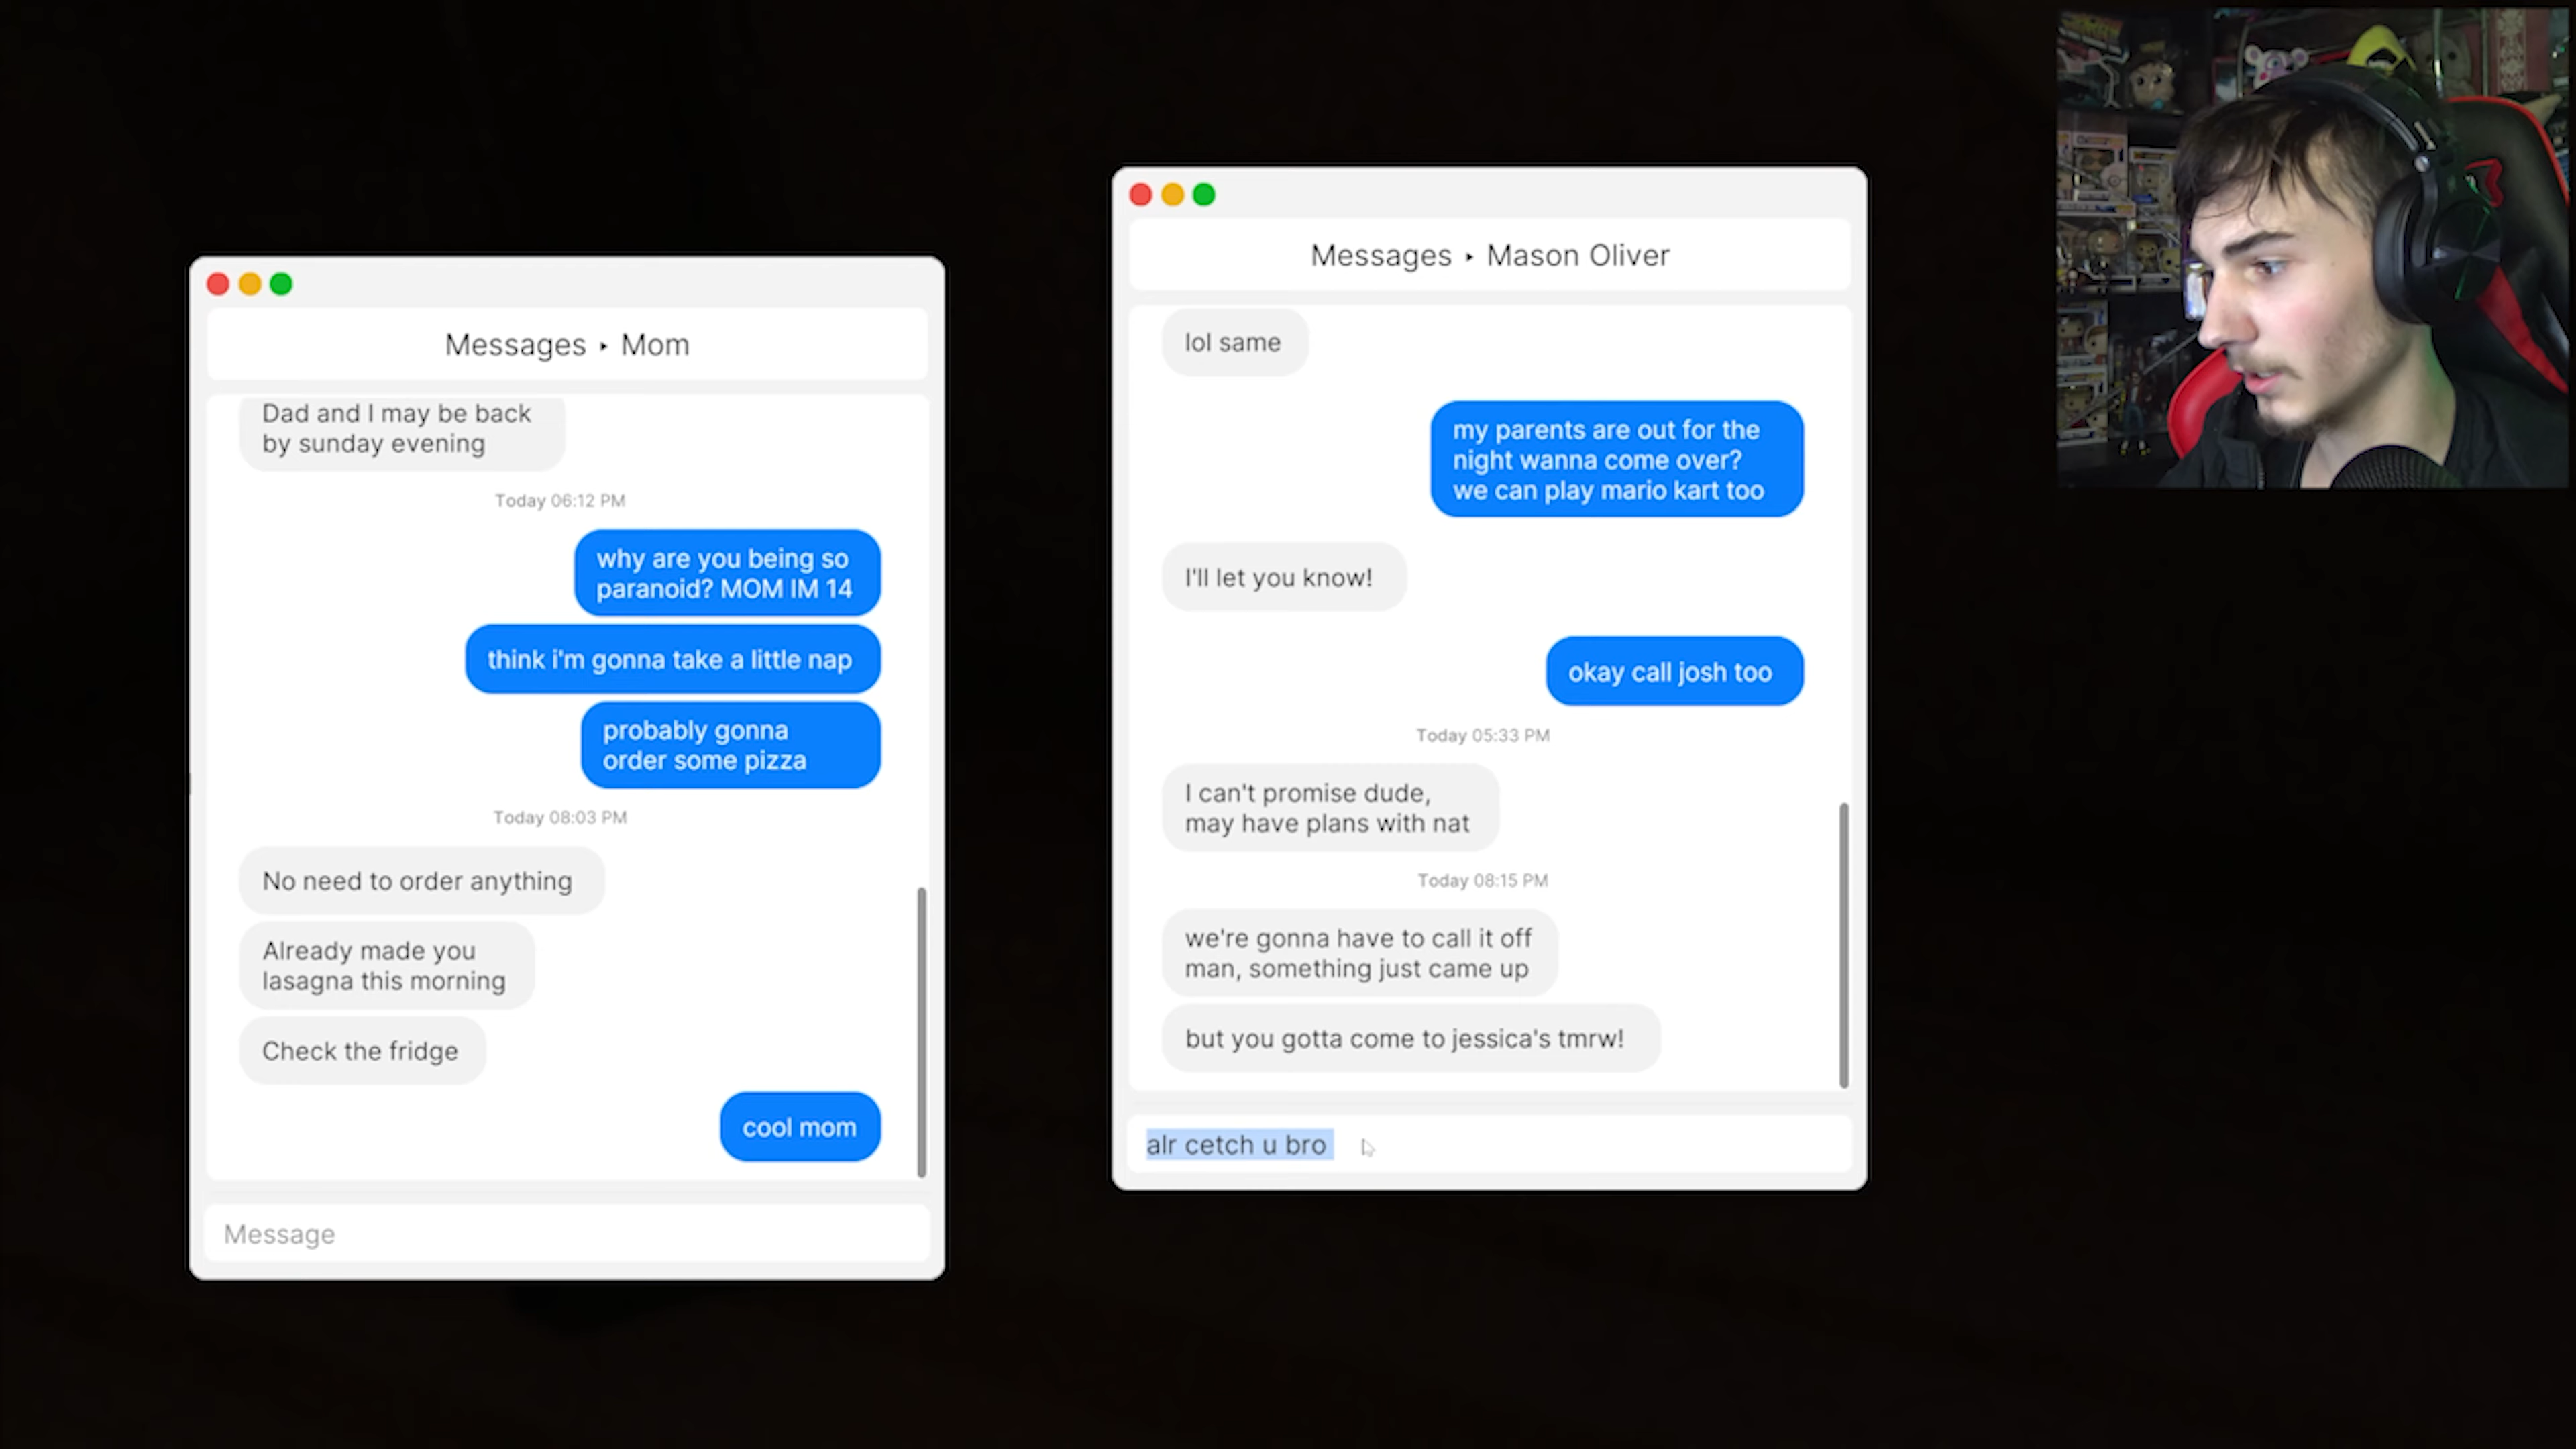 Messages ‣ Mom
Dad and I may be back
by sunday evening
Today 06:12 PM
why are you being so
paranoid? MOM IM 14
think i'm gonna take a little nap
probably gonna
order some pizza
Today 08:03 PM
No need to order anything
Already made you
lasagna this morning
Check the fridge
cool mom
Message
Messages ‣ Mason Oliver
lol same
my parents are out for the
night wanna come over?
we can play mario kart too
I'll let you know!
okay call josh too
Today 05:33 PM
I can't promise dude,
may have plans with nat
Today 08:15 PM
we're gonna have to call it off
man, something just came up
but you gotta come to jessica's tmrw!
alr cetch u bro